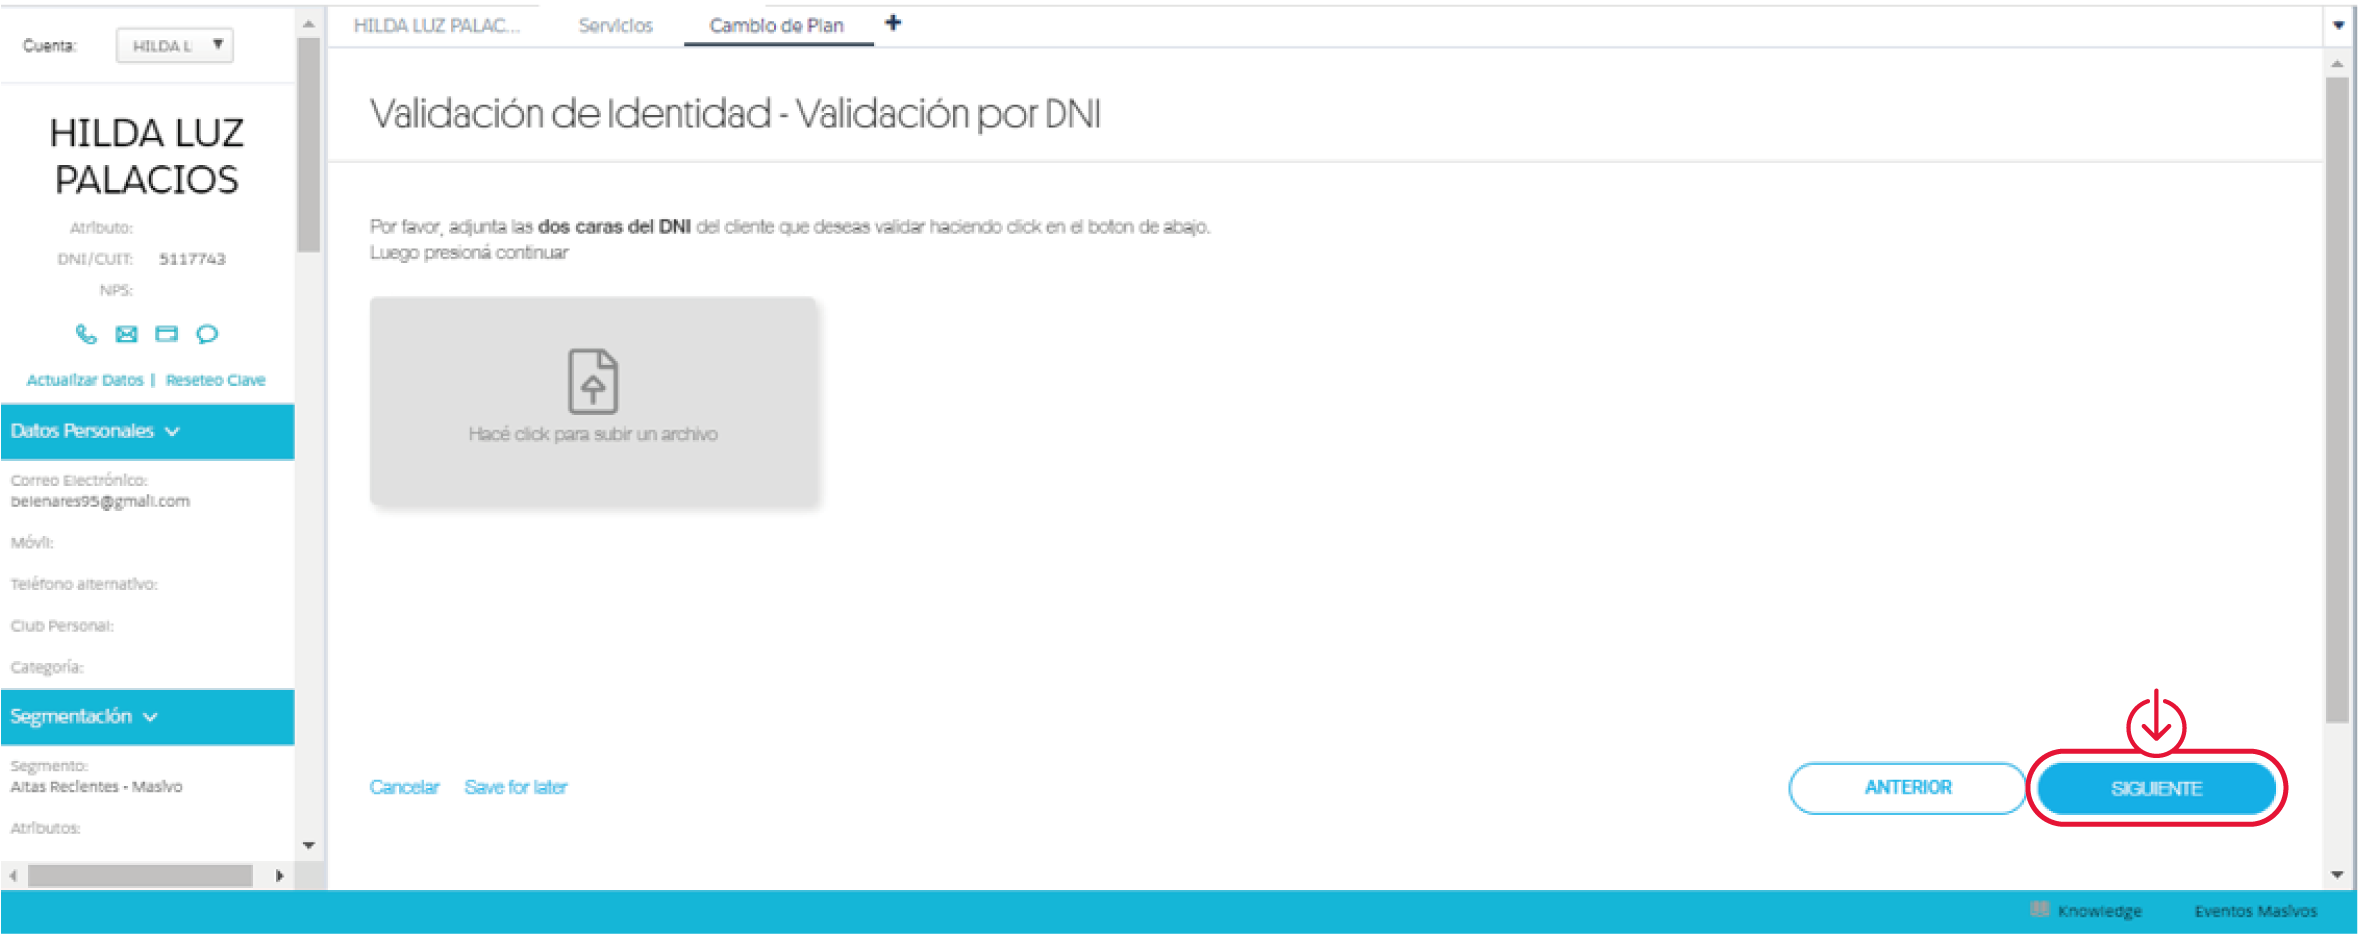 Cuenta:
HILDA L
HILDA LUZ
PALACIOS
Atributo:
DNI/CUIT: 5117743
NPS:
Actualizar Datos | Reseteo Clave
Datos Personales
Correo Electrónico:
belenares95@gmail.com
Móvil:
Teléfono alternativo:
Club Personal:
Categoría:
Segmentación
Segmento:
Altas Recientes - Masivo
Atributos:
HILDA LUZ PALAC... Servicios Cambio de Plan +
Validación de Identidad - Validación por DNI
Por favor, adjunta las dos caras del DNI del cliente que deseas validar haciendo click en el boton de abajo.
Luego presioná continuar
Hacé click para subir un archivo
Cancelar Save for later
ANTERIOR SIGUIENTE
Knowledge Eventos Masivos